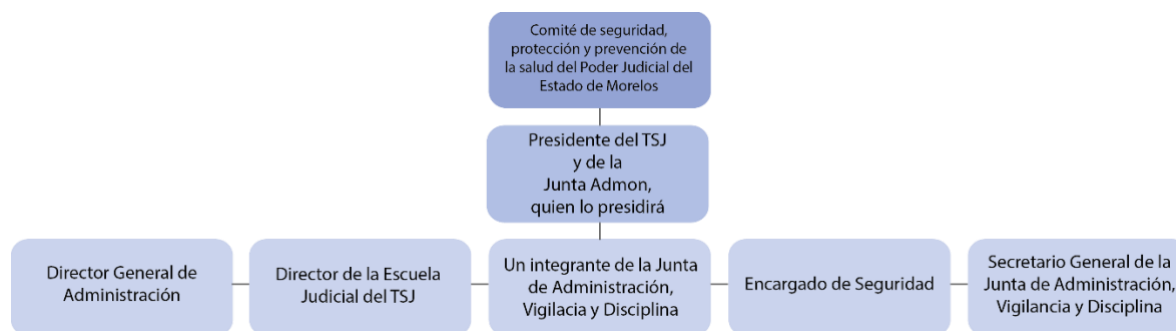 Comité de seguridad,
protección y prevención de
la salud del Poder Judicial del
Estado de Morelos
Presidente del TSJ
y de la
Junta Admon,
quien lo presidirá
Director General de
Administración
Director de la Escuela
Judicial del TSJ
Un integrante de la Junta
de Administración,
Vigilacia y Disciplina
Encargado de Seguridad
Secretario General de la
Junta de Administración,
Vigilancia y Disciplina